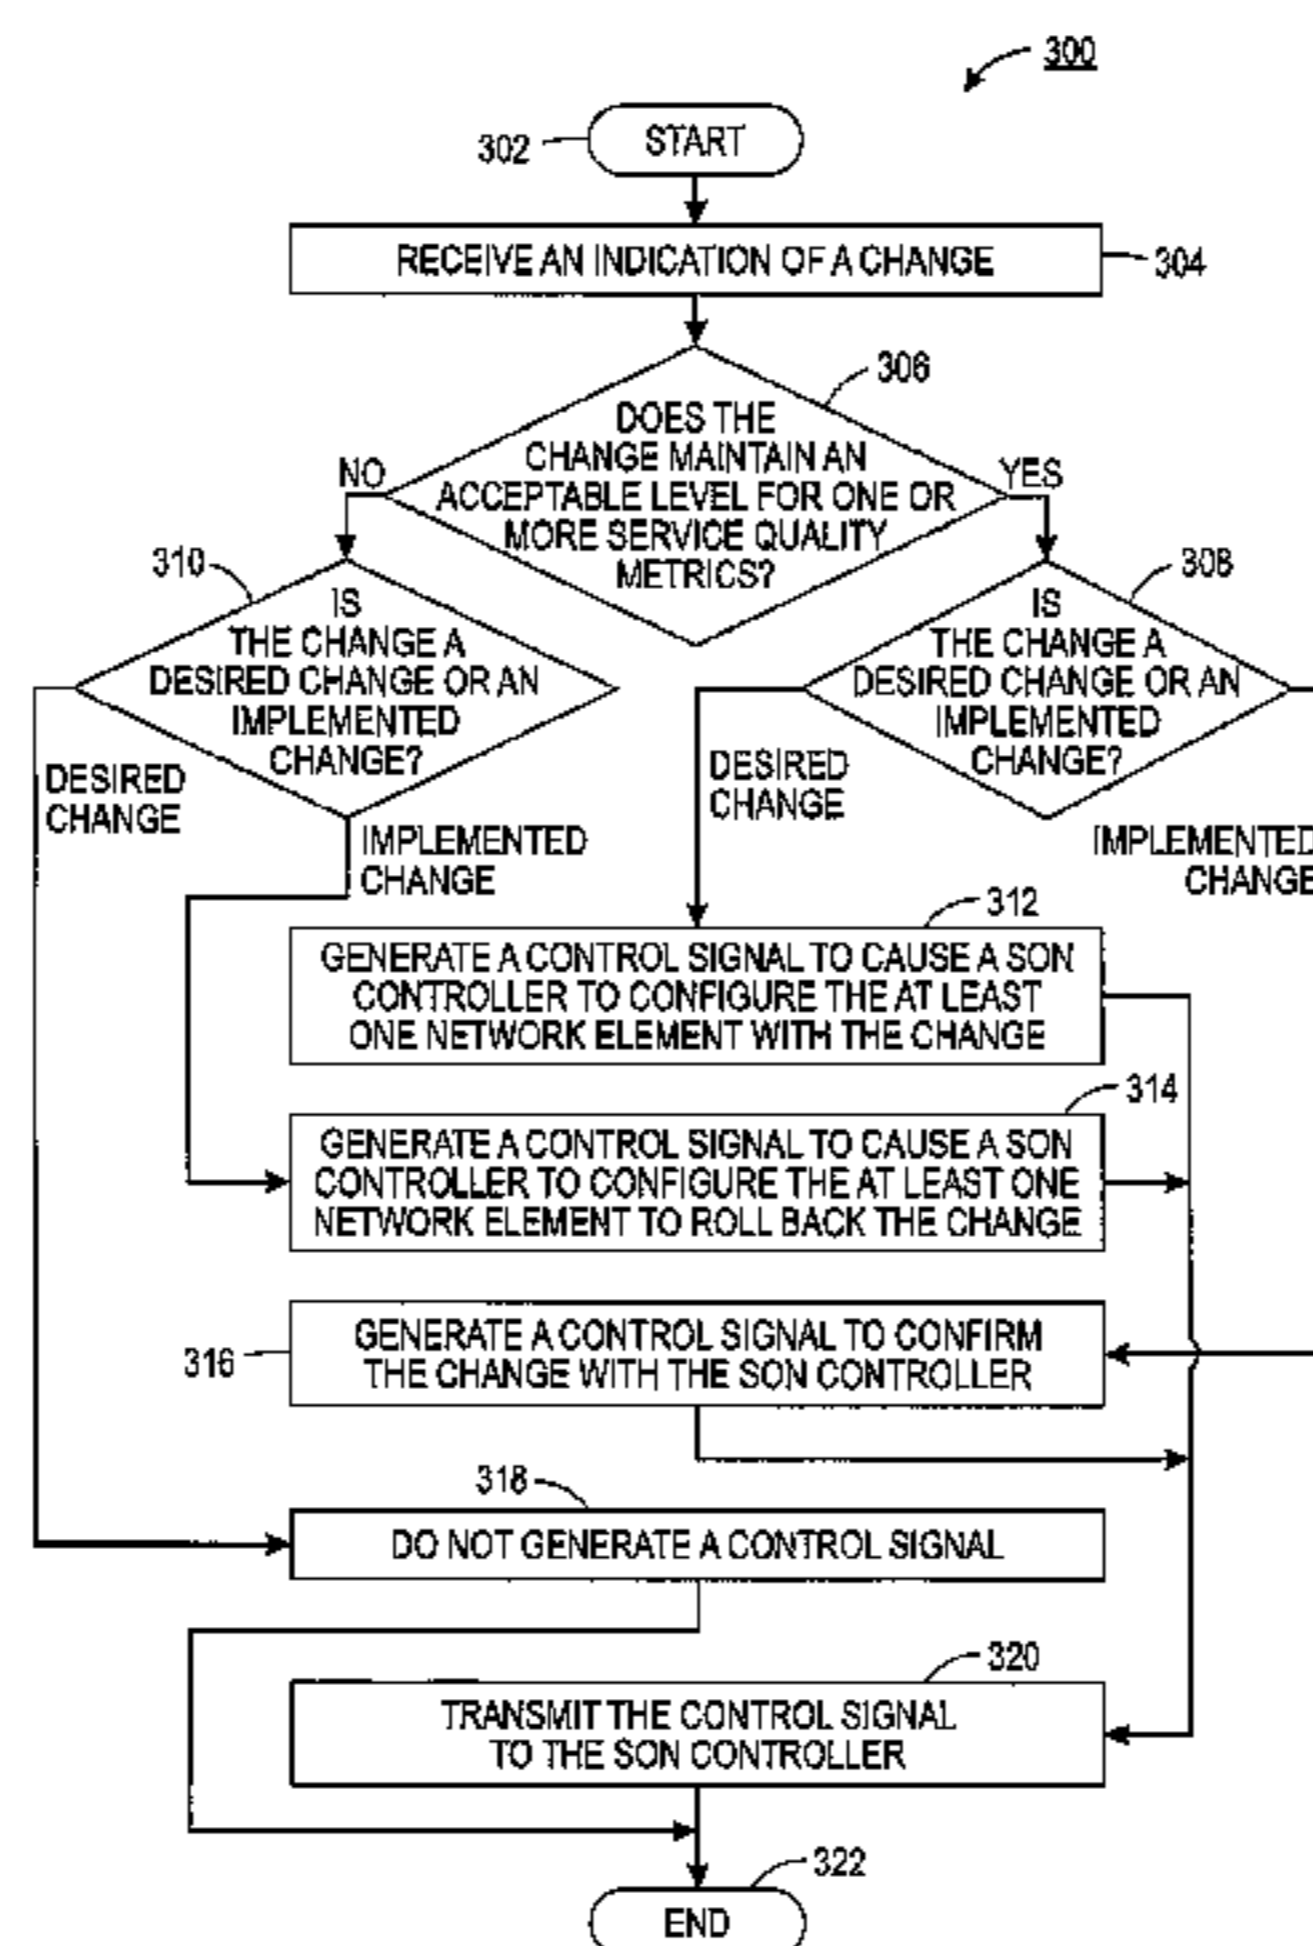 300
302
START
RECEIVE AN INDICATION OF A CHANGE
304
306
DOES THE
CHANGE MAINTAIN AN
ACCEPTABLE LEVEL FOR ONE OR
MORE SERVICE QUALITY
METRICS?
NO
YES
310
IS
THE CHANGE A
DESIRED CHANGE OR AN
IMPLEMENTED
CHANGE?
308
IS
THE CHANGE A
DESIRED CHANGE OR AN
IMPLEMENTED
CHANGE?
DESIRED
CHANGE
IMPLEMENTED
CHANGE
DESIRED
CHANGE
IMPLEMENTED
CHANGE
312
GENERATE A CONTROL SIGNAL TO CAUSE A SON
CONTROLLER TO CONFIGURE THE AT LEAST
ONE NETWORK ELEMENT WITH THE CHANGE
314
GENERATE A CONTROL SIGNAL TO CAUSE A SON
CONTROLLER TO CONFIGURE THE AT LEAST ONE
NETWORK ELEMENT TO ROLL BACK THE CHANGE
316
GENERATE A CONTROL SIGNAL TO CONFIRM
THE CHANGE WITH THE SON CONTROLLER
318
DO NOT GENERATE A CONTROL SIGNAL
320
TRANSMIT THE CONTROL SIGNAL
TO THE SON CONTROLLER
322
END